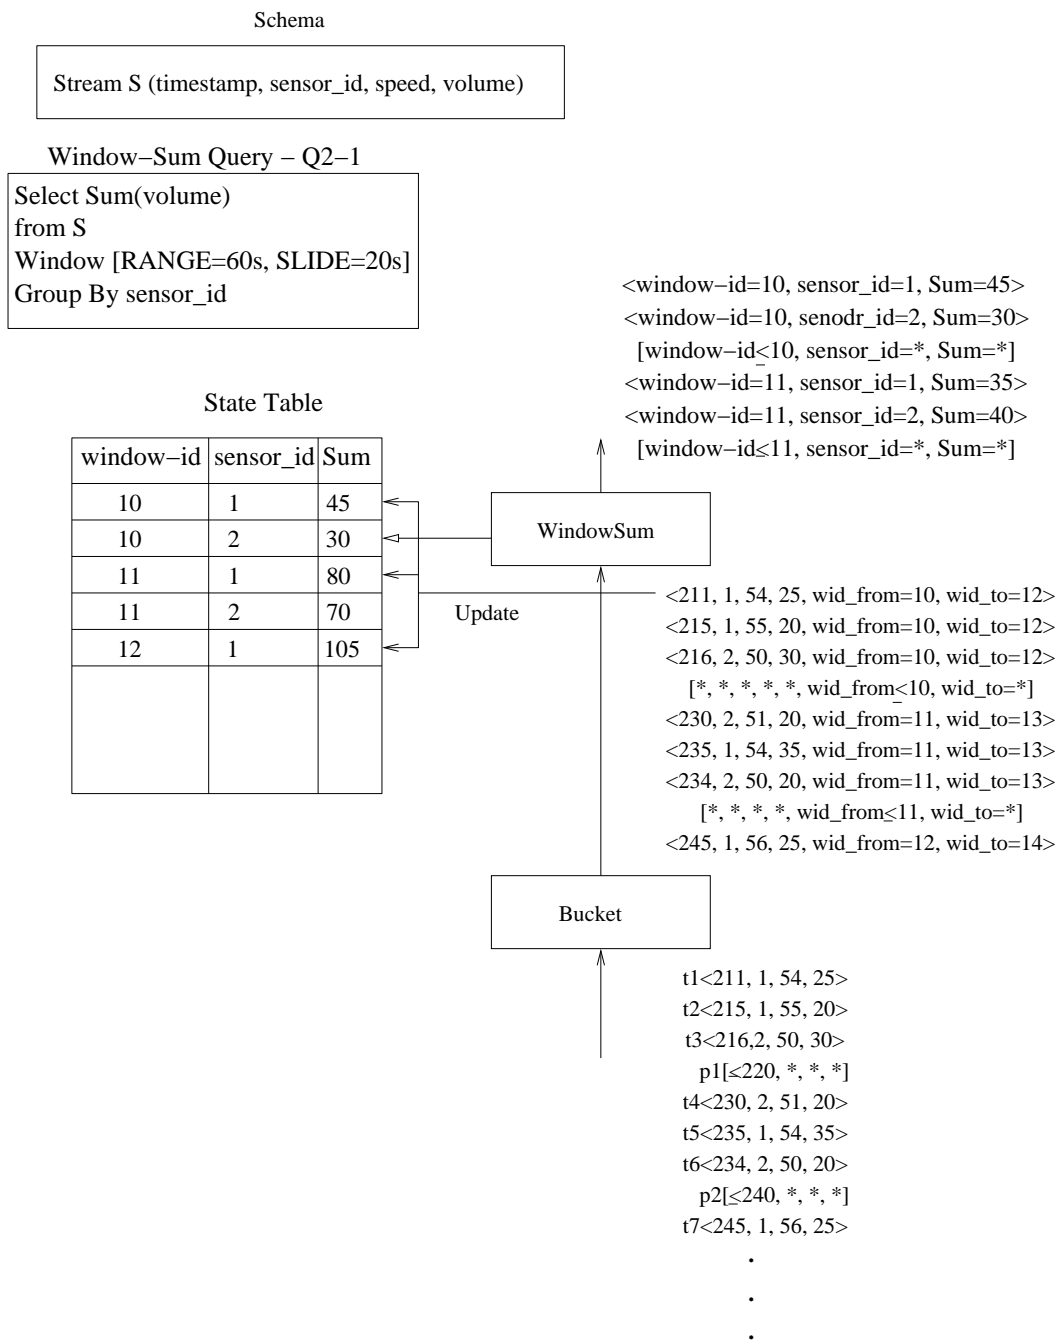 Schema
Stream S (timestamp, sensor_id, speed, volume)
Window−Sum Query − Q2−1
Select Sum(volume)
from S
Window [RANGE=60s, SLIDE=20s]
Group By sensor_id
<window−id=10, sensor_id=1, Sum=45>
<window−id=10, senodr_id=2, Sum=30>
[window−id≤10, sensor_id=*, Sum=*]
<window−id=11, sensor_id=1, Sum=35>
<window−id=11, sensor_id=2, Sum=40>
[window−id≤11, sensor_id=*, Sum=*]
State Table
window−id sensor_id Sum
10 1 45
10 2 30
11 1 80
11 2 70
12 1 105
WindowSum
Update
<211, 1, 54, 25, wid_from=10, wid_to=12>
<215, 1, 55, 20, wid_from=10, wid_to=12>
<216, 2, 50, 30, wid_from=10, wid_to=12>
[*, *, *, *, *, wid_from≤10, wid_to=*]
<230, 2, 51, 20, wid_from=11, wid_to=13>
<235, 1, 54, 35, wid_from=11, wid_to=13>
<234, 2, 50, 20, wid_from=11, wid_to=13>
[*, *, *, *, wid_from≤11, wid_to=*]
<245, 1, 56, 25, wid_from=12, wid_to=14>
Bucket
t1<211, 1, 54, 25>
t2<215, 1, 55, 20>
t3<216,2, 50, 30>
p1[≤220, *, *, *]
t4<230, 2, 51, 20>
t5<235, 1, 54, 35>
t6<234, 2, 50, 20>
p2[≤240, *, *, *]
t7<245, 1, 56, 25>
.
.
.